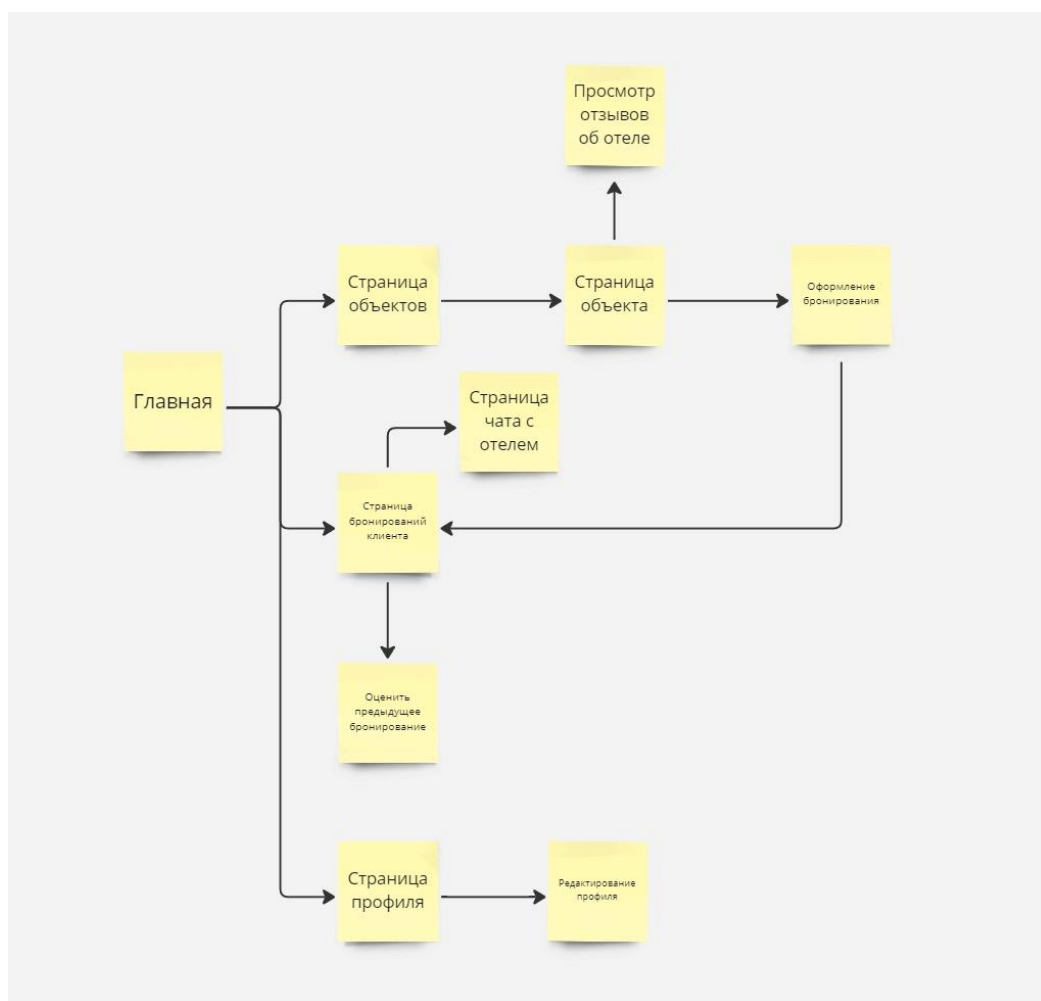 Просмотр
отзывов
об отеле
Страница
объектов
Страница
объекта
Оформление
бронирования
Главная
Страница
чата с
отелем
Страница
бронирований
клиента
Оценить
предыдущее
бронирование
Страница
профиля
Редактирование
профиля